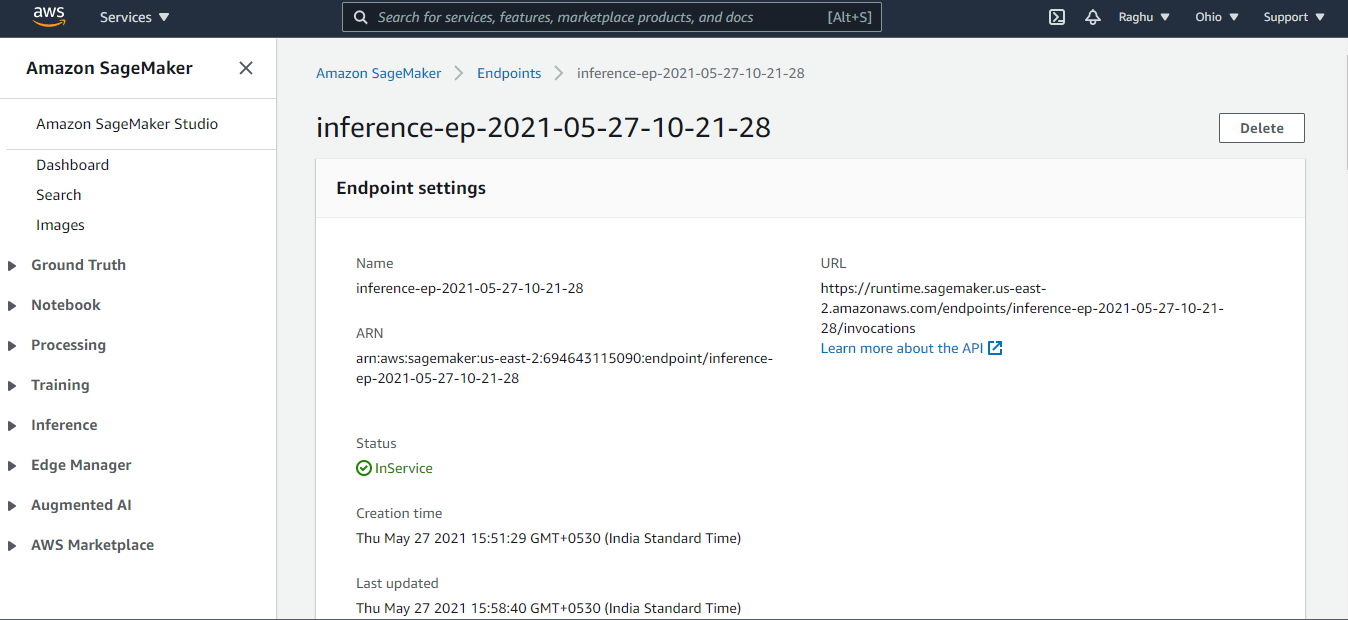 aws
Services
Search for services, features, marketplace products, and docs
[Alt+S]
Raghu
Ohio
Support
Amazon SageMaker
Amazon SageMaker Studio
Dashboard
Search
Images
Ground Truth
Notebook
Processing
Training
Inference
Edge Manager
Augmented AI
AWS Marketplace
Amazon SageMaker
Endpoints
inference-ep-2021-05-27-10-21-28
inference-ep-2021-05-27-10-21-28
Delete
Endpoint settings
Name
inference-ep-2021-05-27-10-21-28
ARN
arn:aws:sagemaker:us-east-2:694643115090:endpoint/inference-
ep-2021-05-27-10-21-28
Status
InService
Creation time
Thu May 27 2021 15:51:29 GMT+0530 (India Standard Time)
Last updated
Thu May 27 2021 15:58:40 GMT+0530 (India Standard Time)
URL
https://runtime.sagemaker.us-east-
2.amazonaws.com/endpoints/inference-ep-2021-05-27-10-21-
28/invocations
Learn more about the API